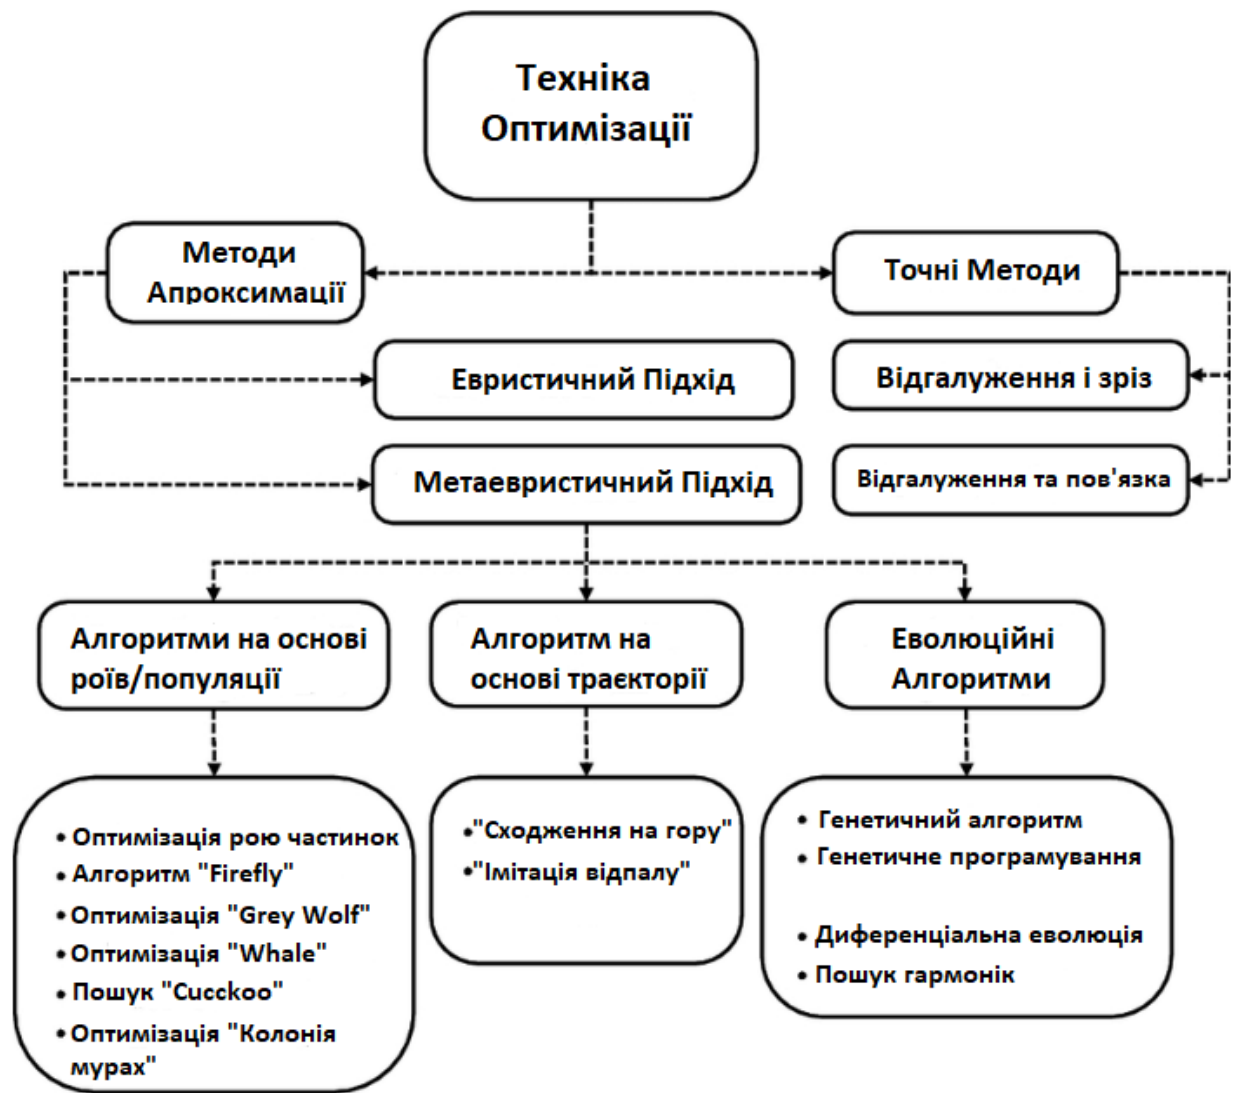 Техніка
Оптимізації
Методи
Апроксимації
Точні Методи
Евристичний Підхід
Відгалуження і зріз
Метаевристичний Підхід
Відгалуження та пов'язка
Алгоритми на основі
роїв/популяції
Алгоритм на
основі траєкторії
Еволюційні
Алгоритми
• Оптимізація рою частинок
• Алгоритм "Firefly"
• Оптимізація "Grey Wolf"
• Оптимізація "Whale"
• Пошук "Cucckoo"
• Оптимізація "Колонія
мурах"
• "Сходження на гору"
• "Імітація відпалу"
• Генетичний алгоритм
• Генетичне програмування
• Диференціальна еволюція
• Пошук гармонік